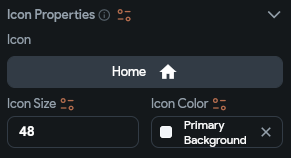 Icon Properties
Icon
Home
Icon Size
Icon Color
48
Primary
Background